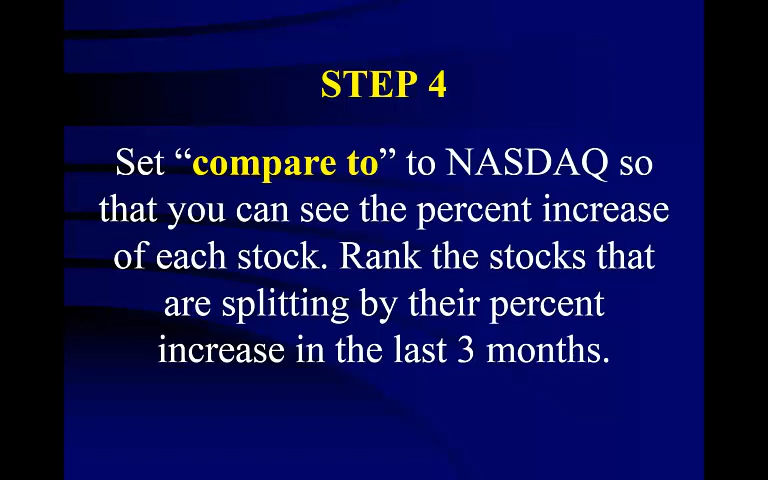 STEP 4
Set “compare to” to NASDAQ so
that you can see the percent increase
of each stock. Rank the stocks that
are splitting by their percent
increase in the last 3 months.